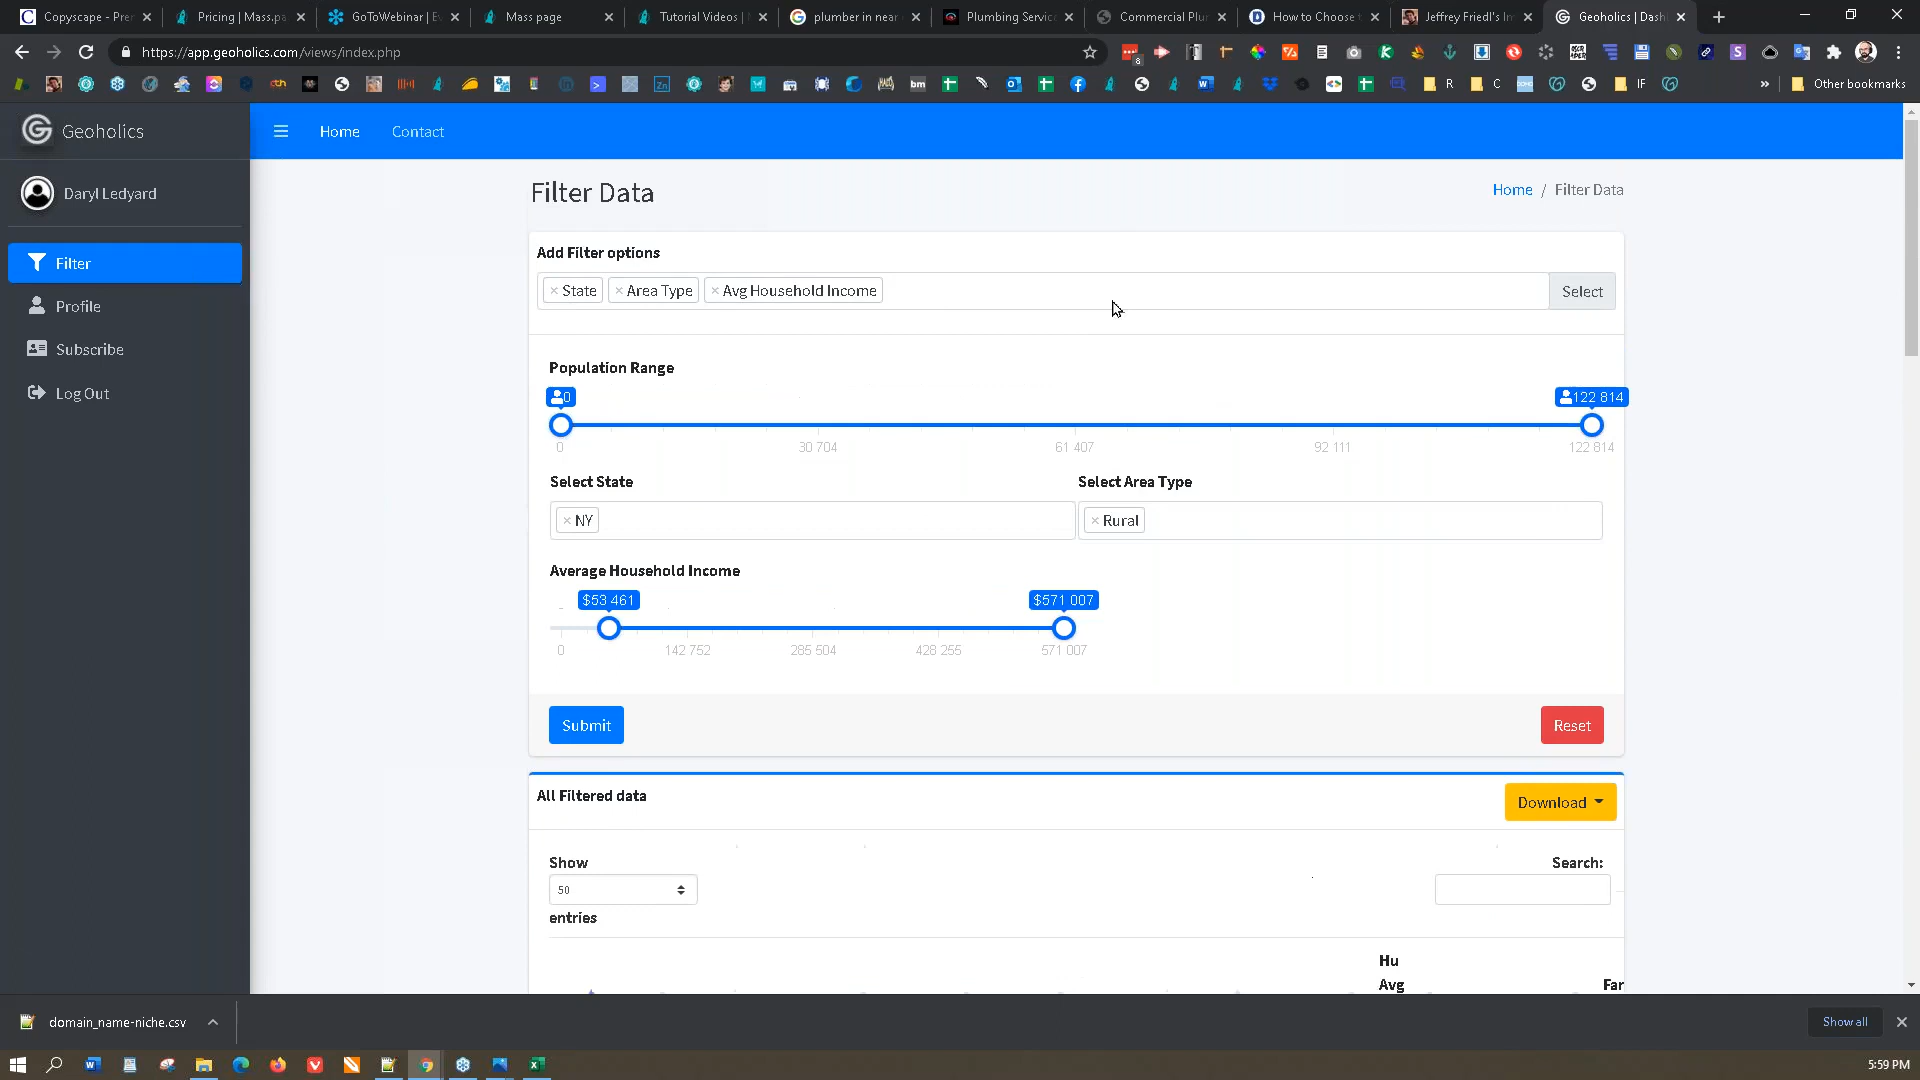 Copyscape - Pre
Pricing | Mass.pa
GoToWebinar | E
Mass page
Tutorial Videos |
plumber in near
Plumbing Servic
Commercial Plu
How to Choose
Jeffrey Friedl's In
Geoholics | Dash
https://app.geoholics.com/views/index.php
8
bm
Zn
R
C
IF
Other bookmarks
Geoholics
Home
Contact
Daryl Ledyard
Filter Data
Home / Filter Data
Filter
Profile
Subscribe
Log Out
Add Filter options
× State × Area Type × Avg Household Income
Select
Population Range
0
122 814
0 30 704 61 407 92 111 122 814
Select State
Select Area Type
× NY
× Rural
Average Household Income
$53 461
$571 007
0 142 752 285 504 428 255 571 007
Submit
Reset
All Filtered data
Download
Show
Search:
50
entries
Hu
Avg
Far
domain_name-niche.csv
Show all
5:59 PM